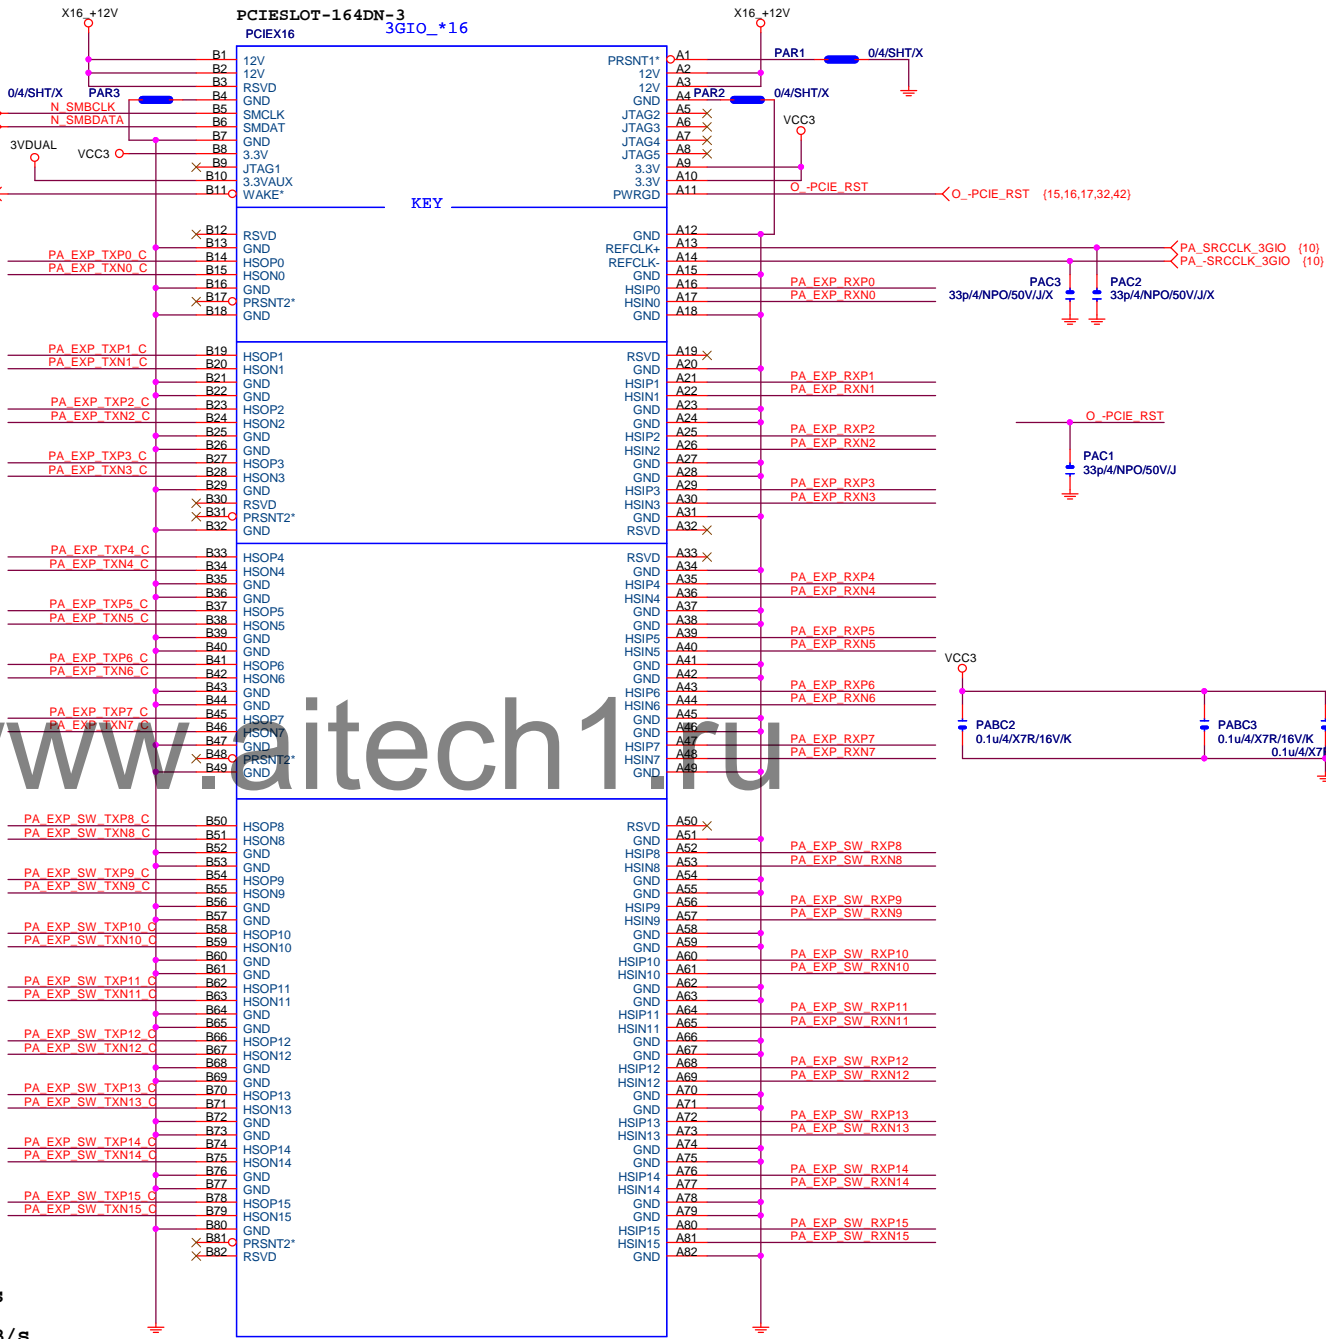 X16_+12V
PCIESLOT-164DN-3
3GIO_*16
PCIEX16
X16_+12V
B1 12V PRSNT1* A1 PAR1 0/4/SHT/X
B2 12V 12V A2
B3 RSVD 12V A3
0/4/SHT/X PAR3 B4 GND GND A4 PAR2 0/4/SHT/X
N_SMBCLK B5 SMCLK JTAG2 A5
N_SMBDATA B6 SMDAT JTAG3 A6 VCC3
B7 GND JTAG4 A7
3VDUAL VCC3 B8 3.3V JTAG5 A8
B9 JTAG1 3.3V A9
B10 3.3VAUX 3.3V A10
B11 WAKE* PWRGD A11 O_-PCIE_RST O_-PCIE_RST {15,16,17,32,42}
KEY
B12 RSVD GND A12
B13 GND REFCLK+ A13 PA_SRCCLK_3GIO {10}
PA_EXP_TXP0_C B14 HSOP0 REFCLK- A14 PA_-SRCCLK_3GIO {10}
PA_EXP_TXN0_C B15 HSON0 GND A15
B16 GND HSIP0 A16 PA_EXP_RXP0 PAC3 PAC2
B17 PRSNT2* HSIN0 A17 PA_EXP_RXN0 33p/4/NPO/50V/J/X 33p/4/NPO/50V/J/X
B18 GND GND A18
PA_EXP_TXP1_C B19 HSOP1 RSVD A19
PA_EXP_TXN1_C B20 HSON1 GND A20
B21 GND HSIP1 A21 PA_EXP_RXP1
B22 GND HSIN1 A22 PA_EXP_RXN1
PA_EXP_TXP2_C B23 HSOP2 GND A23
PA_EXP_TXN2_C B24 HSON2 GND A24 O_-PCIE_RST
B25 GND HSIP2 A25 PA_EXP_RXP2
B26 GND HSIN2 A26 PA_EXP_RXN2
PA_EXP_TXP3_C B27 HSOP3 GND A27 PAC1
PA_EXP_TXN3_C B28 HSON3 GND A28 33p/4/NPO/50V/J
B29 GND HSIP3 A29 PA_EXP_RXP3
B30 RSVD HSIN3 A30 PA_EXP_RXN3
B31 PRSNT2* GND A31
B32 GND RSVD A32
PA_EXP_TXP4_C B33 HSOP4 RSVD A33
PA_EXP_TXN4_C B34 HSON4 GND A34
B35 GND HSIP4 A35 PA_EXP_RXP4
B36 GND HSIN4 A36 PA_EXP_RXN4
PA_EXP_TXP5_C B37 HSOP5 GND A37
PA_EXP_TXN5_C B38 HSON5 GND A38
B39 GND HSIP5 A39 PA_EXP_RXP5
B40 GND HSIN5 A40 PA_EXP_RXN5
PA_EXP_TXP6_C B41 HSOP6 GND A41 VCC3
PA_EXP_TXN6_C B42 HSON6 GND A42
B43 GND HSIP6 A43 PA_EXP_RXP6
B44 GND HSIN6 A44 PA_EXP_RXN6
PA_EXP_TXP7_C B45 HSOP7 GND A45 PABC2 PABC3
PA_EXP_TXN7_C B46 HSON7 GND A46 0.1u/4/X7R/16V/K 0.1u/4/X7R/16V/K
B47 GND HSIP7 A47 PA_EXP_RXP7
B48 PRSNT2* HSIN7 A48 PA_EXP_RXN7 0.1u/4/X7
B49 GND GND A49
www.aitech1.ru
PA_EXP_SW_TXP8_C B50 HSOP8 RSVD A50
PA_EXP_SW_TXN8_C B51 HSON8 GND A51
B52 GND HSIP8 A52 PA_EXP_SW_RXP8
B53 GND HSIN8 A53 PA_EXP_SW_RXN8
PA_EXP_SW_TXP9_C B54 HSOP9 GND A54
PA_EXP_SW_TXN9_C B55 HSON9 GND A55
B56 GND HSIP9 A56 PA_EXP_SW_RXP9
B57 GND HSIN9 A57 PA_EXP_SW_RXN9
PA_EXP_SW_TXP10_C B58 HSOP10 GND A58
PA_EXP_SW_TXN10_C B59 HSON10 GND A59
B60 GND HSIP10 A60 PA_EXP_SW_RXP10
B61 GND HSIN10 A61 PA_EXP_SW_RXN10
PA_EXP_SW_TXP11_C B62 HSOP11 GND A62
PA_EXP_SW_TXN11_C B63 HSON11 GND A63
B64 GND HSIP11 A64 PA_EXP_SW_RXP11
B65 GND HSIN11 A65 PA_EXP_SW_RXN11
PA_EXP_SW_TXP12_C B66 HSOP12 GND A66
PA_EXP_SW_TXN12_C B67 HSON12 GND A67
B68 GND HSIP12 A68 PA_EXP_SW_RXP12
B69 GND HSIN12 A69 PA_EXP_SW_RXN12
PA_EXP_SW_TXP13_C B70 HSOP13 GND A70
PA_EXP_SW_TXN13_C B71 HSON13 GND A71
B72 GND HSIP13 A72 PA_EXP_SW_RXP13
B73 GND HSIN13 A73 PA_EXP_SW_RXN13
PA_EXP_SW_TXP14_C B74 HSOP14 GND A74
PA_EXP_SW_TXN14_C B75 HSON14 GND A75
B76 GND HSIP14 A76 PA_EXP_SW_RXP14
B77 GND HSIN14 A77 PA_EXP_SW_RXN14
PA_EXP_SW_TXP15_C B78 HSOP15 GND A78
PA_EXP_SW_TXN15_C B79 HSON15 GND A79
B80 GND HSIP15 A80 PA_EXP_SW_RXP15
B81 PRSNT2* HSIN15 A81 PA_EXP_SW_RXN15
B82 RSVD GND A82
s
/s